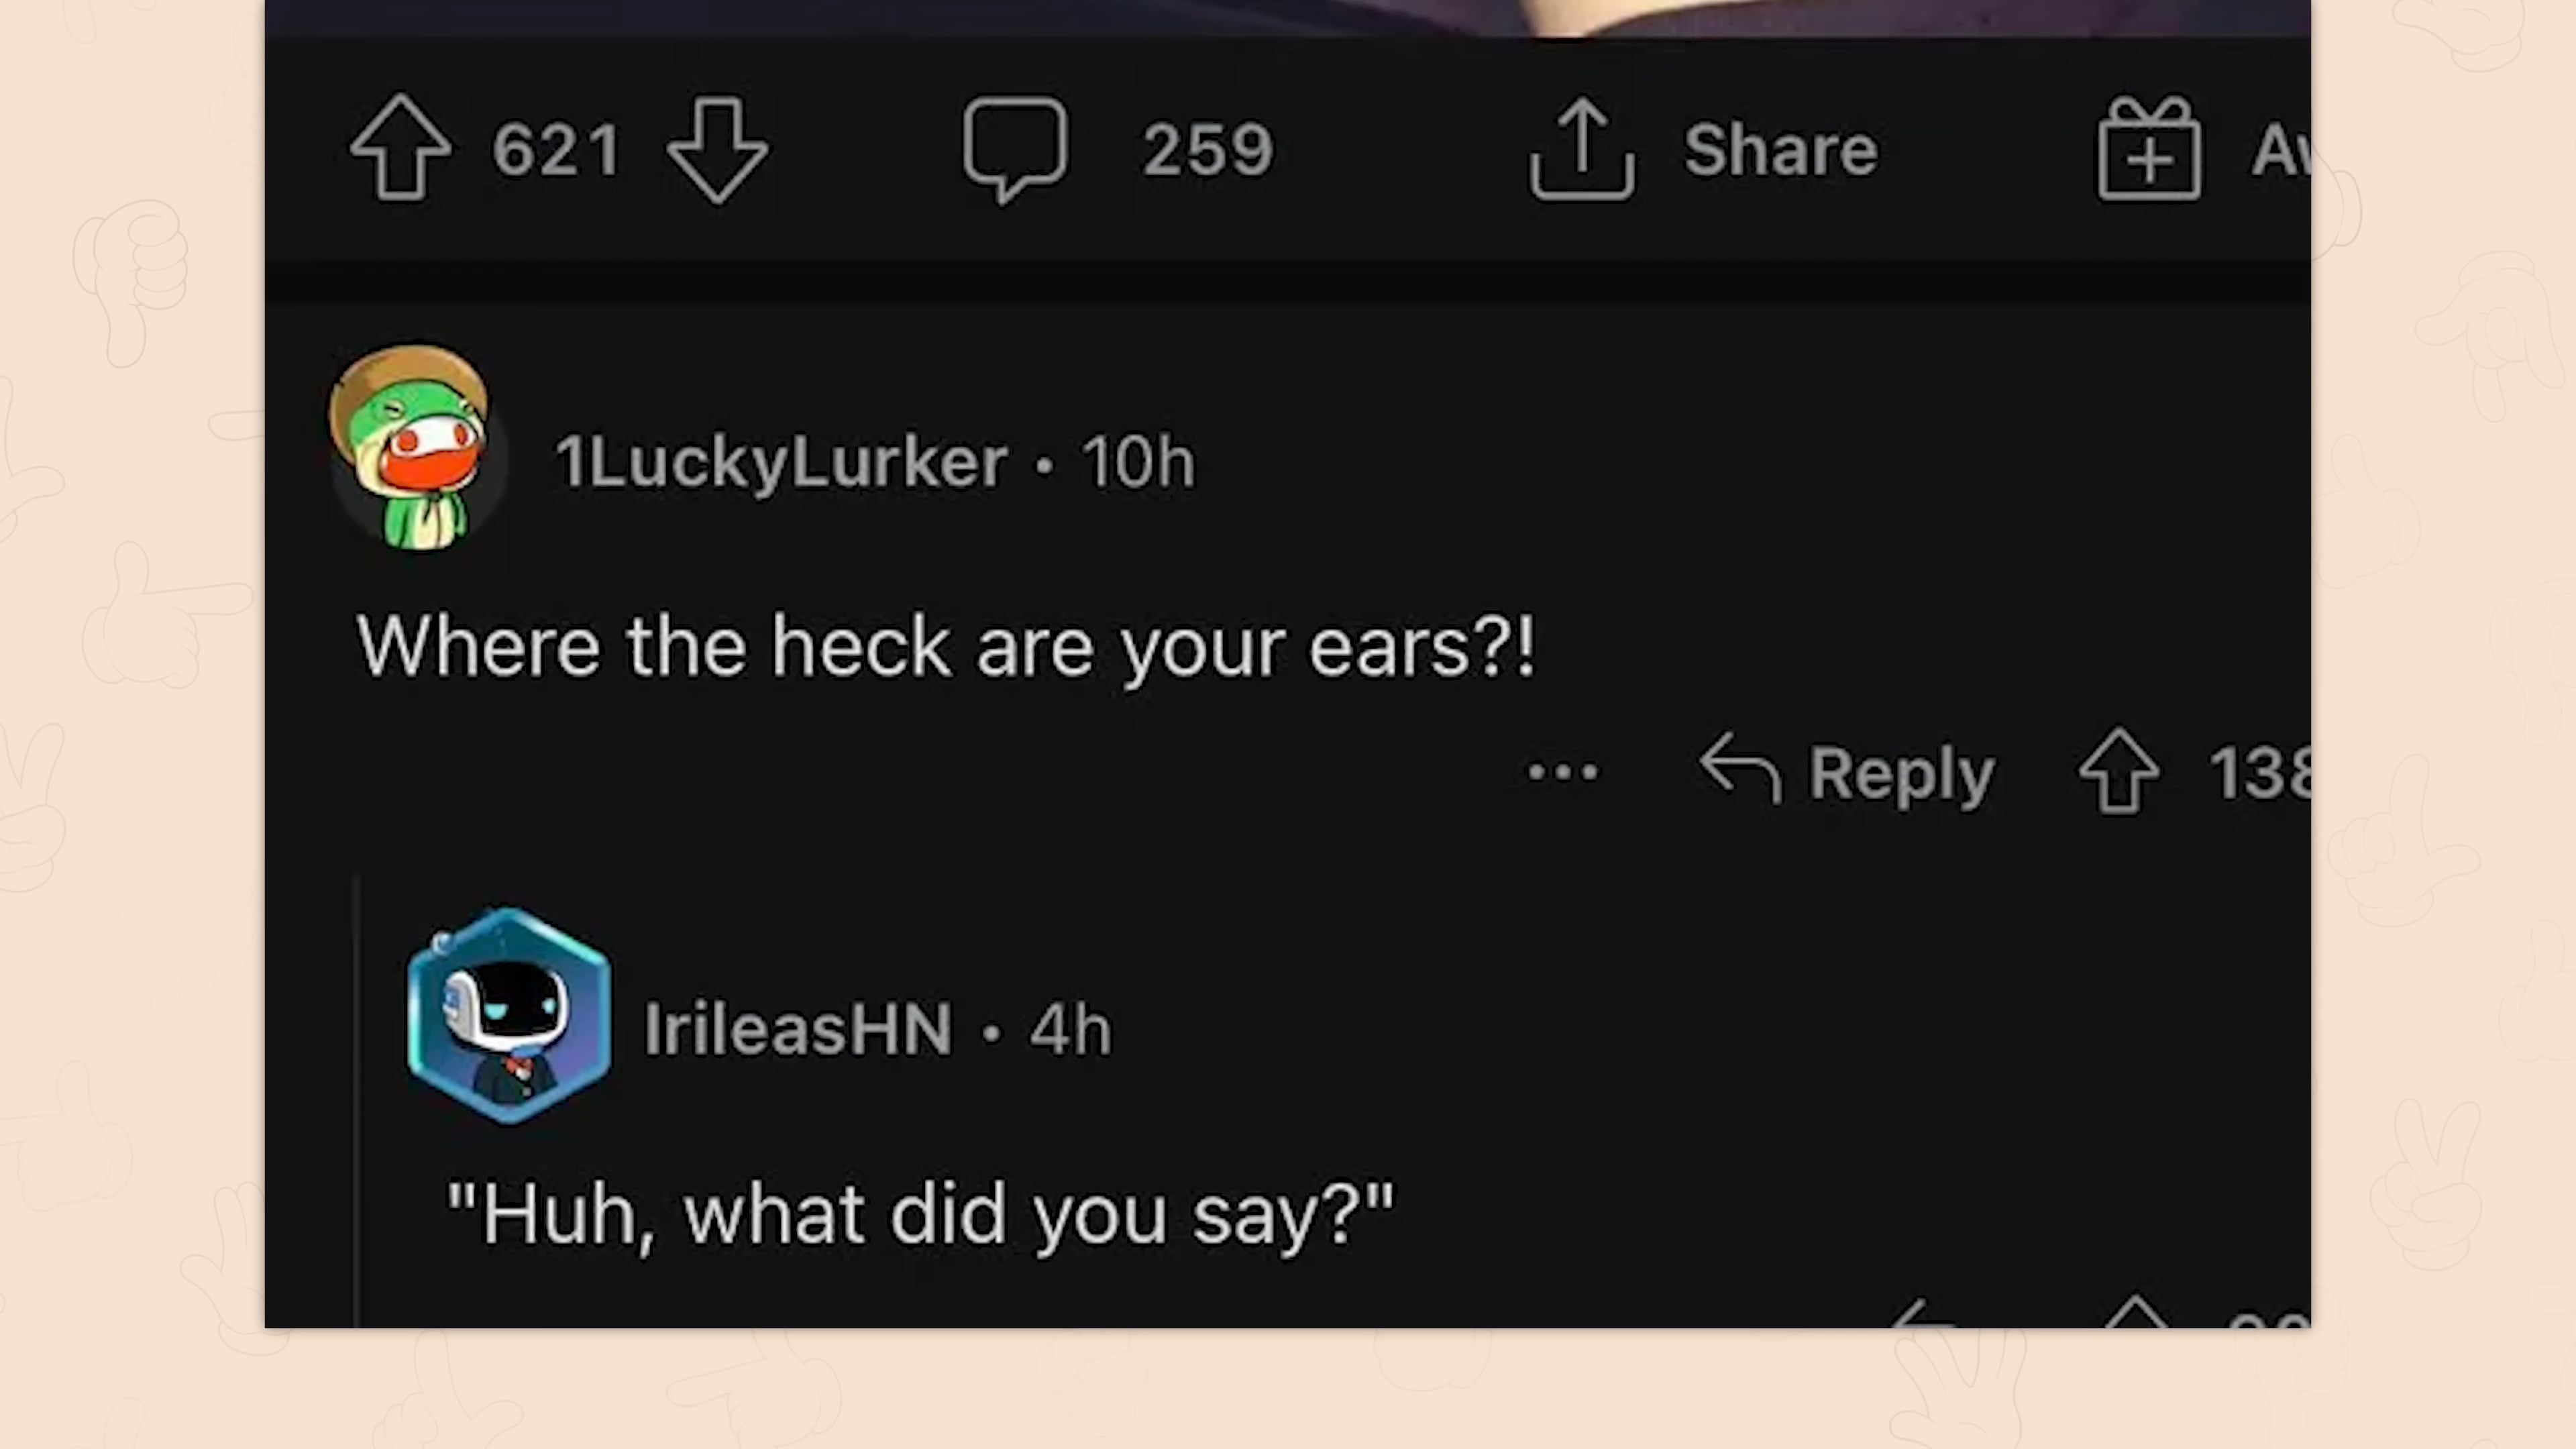 621 259 Share
1LuckyLurker • 10h
Where the heck are your ears?!
... Reply 138
IrileasHN • 4h
"Huh, what did you say?"